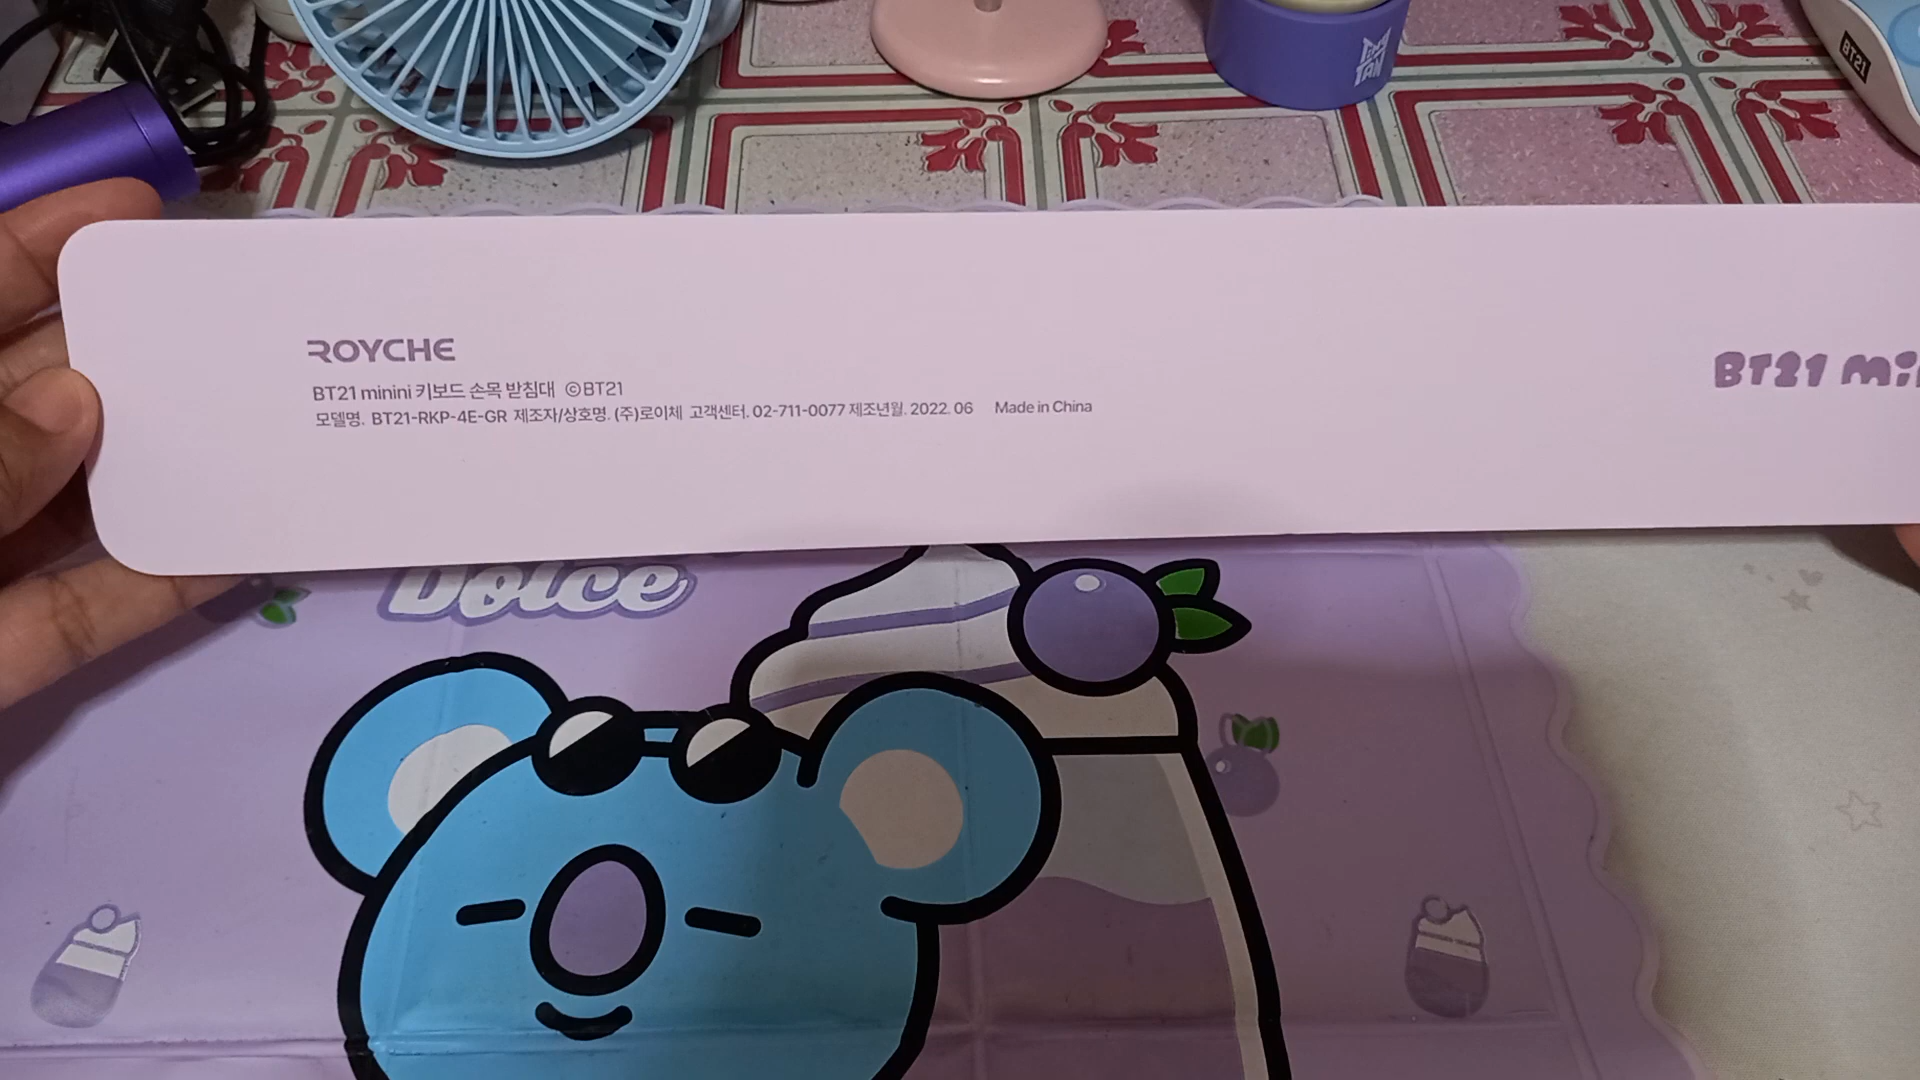 BT21
TAN
ROYCHE
BT21 minini 키보드 손목 받침대 ©BT21
모델명. BT21-RKP-4E-GR 제조자/상호명. (주)로이체 고객센터. 02-711-0077 제조년월. 2022. 06 Made in China
BT21
Dolce